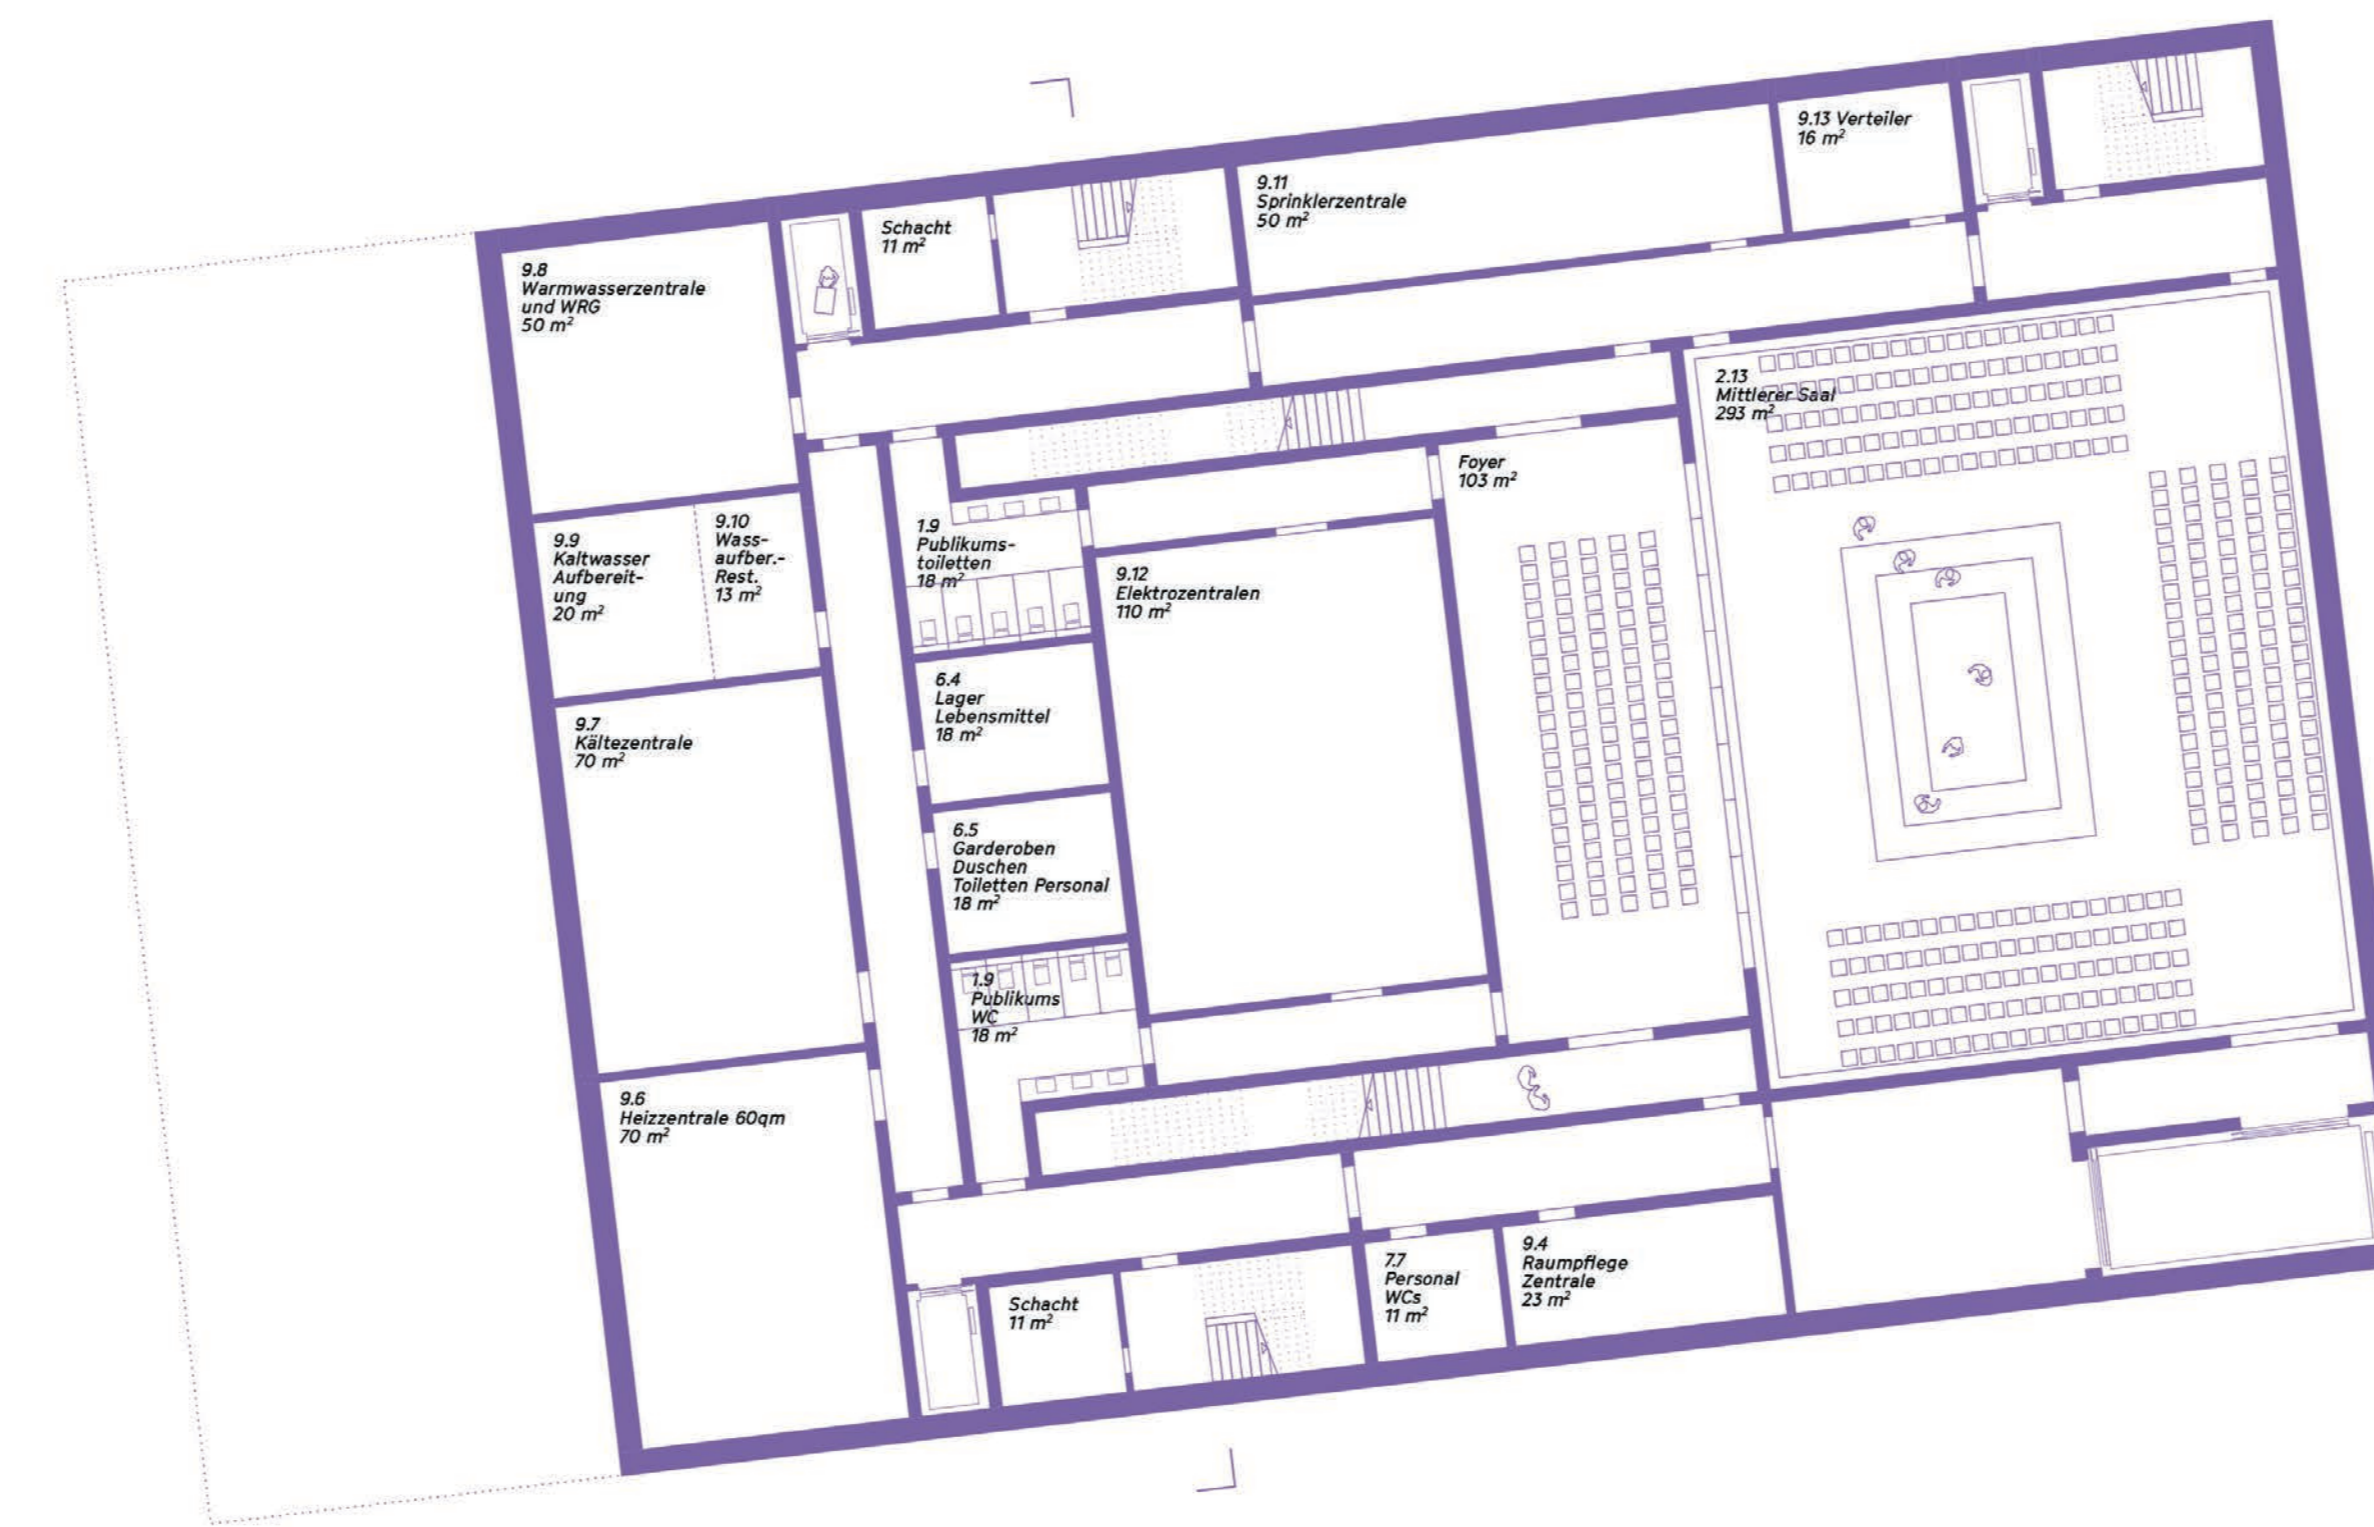 9.13 Verteiler
16 m²
9.11
Sprinklerzentrale
50 m²
Schacht
11 m²
9.8
Warmwasserzentrale
und WRG
50 m²
2.13
Mittlerer Saal
293 m²
Foyer
103 m²
9.9
Kaltwasser
Aufbereit-
ung
20 m²
9.10
Wass-
aufber.-
Rest.
13 m²
1.9
Publikums-
toiletten
18 m²
9.12
Elektrozentralen
110 m²
6.4
Lager
Lebensmittel
18 m²
9.7
Kältezentrale
70 m²
6.5
Garderoben
Duschen
Toiletten Personal
18 m²
1.9
Publikums
WC
18 m²
9.6
Heizzentrale 60qm
70 m²
7.7
Personal
WCs
11 m²
9.4
Raumpflege
Zentrale
23 m²
Schacht
11 m²